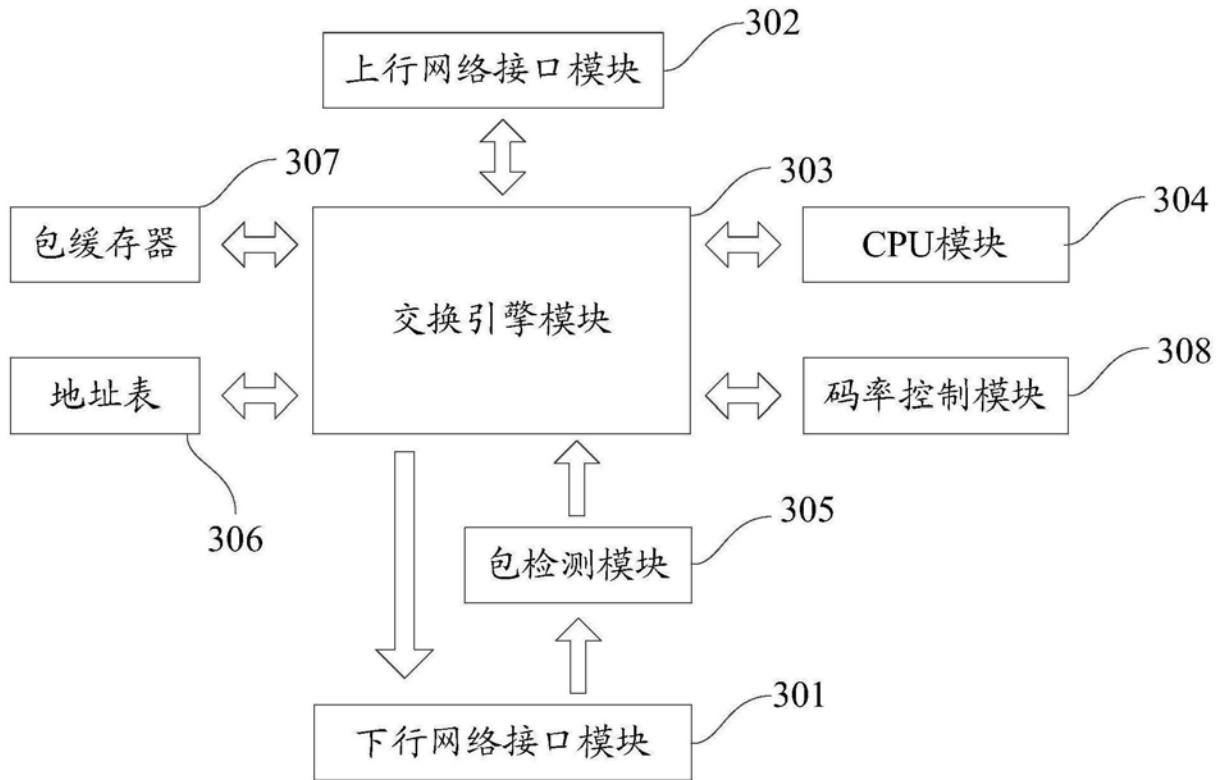 302
上行网络接口模块
307
303
304
包缓存器
CPU模块
交换引擎模块
308
地址表
码率控制模块
306
305
包检测模块
301
下行网络接口模块